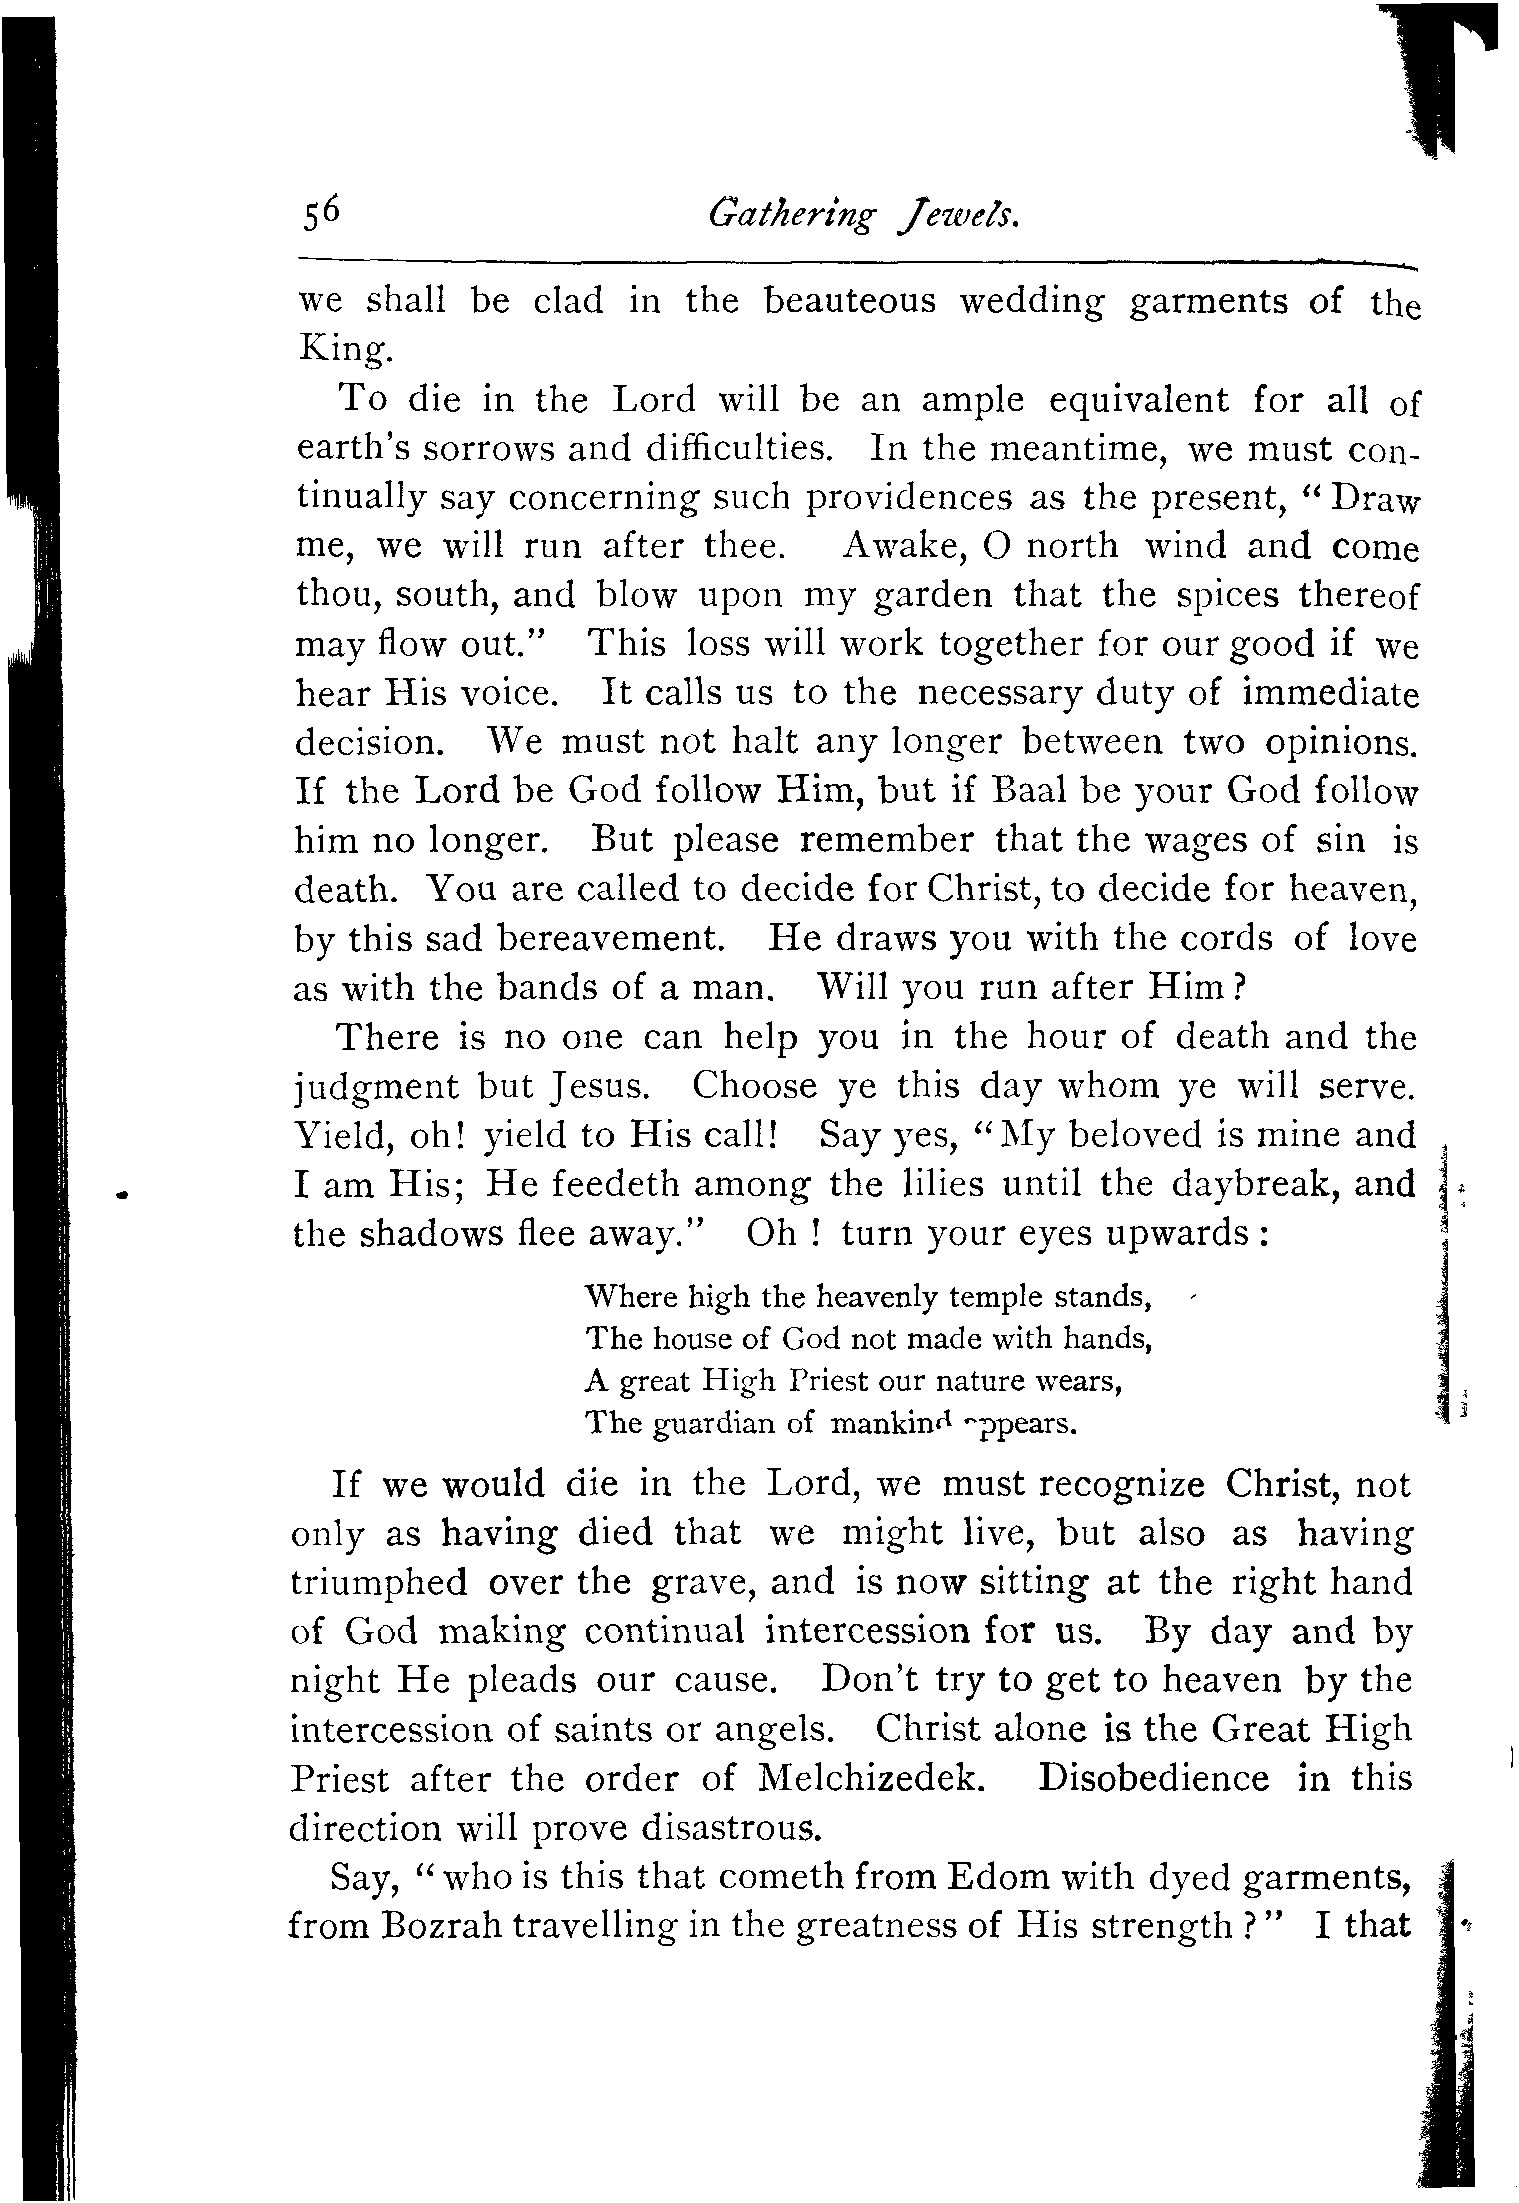 56 Gathering Jewels.
we shall be clad in the beauteous wedding garments of the
King.
To die in the Lord will be an ample equivalent for all of
earth's sorrows and difficulties. In the meantime, we must con-
tinually say concerning such providences as the present, "Draw
me, we will run after thee. Awake, O north wind and come
thou, south, and blow upon my garden that the spices thereof
may flow out." This loss will work together for our good if we
hear His voice. It calls us to the necessary duty of immediate
decision. We must not halt any longer between two opinions.
If the Lord be God follow Him, but if Baal be your God follow
him no longer. But please remember that the wages of sin is
death. You are called to decide for Christ, to decide for heaven,
by this sad bereavement. He draws you with the cords of love
as with the bands of a man. Will you run after Him?
There is no one can help you in the hour of death and the
judgment but Jesus. Choose ye this day whom ye will serve.
Yield, oh! yield to His call! Say yes, "My beloved is mine and
I am His; He feedeth among the lilies until the daybreak, and
the shadows flee away." Oh! turn your eyes upwards:
Where high the heavenly temple stands,
The house of God not made with hands,
A great High Priest our nature wears,
The guardian of mankind appears.
If we would die in the Lord, we must recognize Christ, not
only as having died that we might live, but also as having
triumphed over the grave, and is now sitting at the right hand
of God making continual intercession for us. By day and by
night He pleads our cause. Don't try to get to heaven by the
intercession of saints or angels. Christ alone is the Great High
Priest after the order of Melchizedek. Disobedience in this
direction will prove disastrous.
Say, "who is this that cometh from Edom with dyed garments,
from Bozrah travelling in the greatness of His strength?" I that